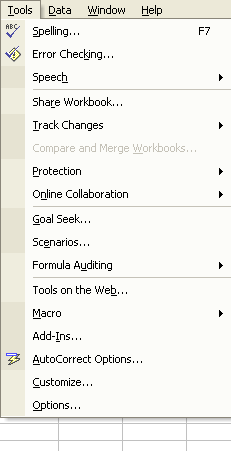 Tools Data Window Help
ABC Spelling... F7
Error Checking...
Speech
Share Workbook...
Track Changes
Compare and Merge Workbooks...
Protection
Online Collaboration
Goal Seek...
Scenarios...
Formula Auditing
Tools on the Web...
Macro
Add-Ins...
AutoCorrect Options...
Customize...
Options...